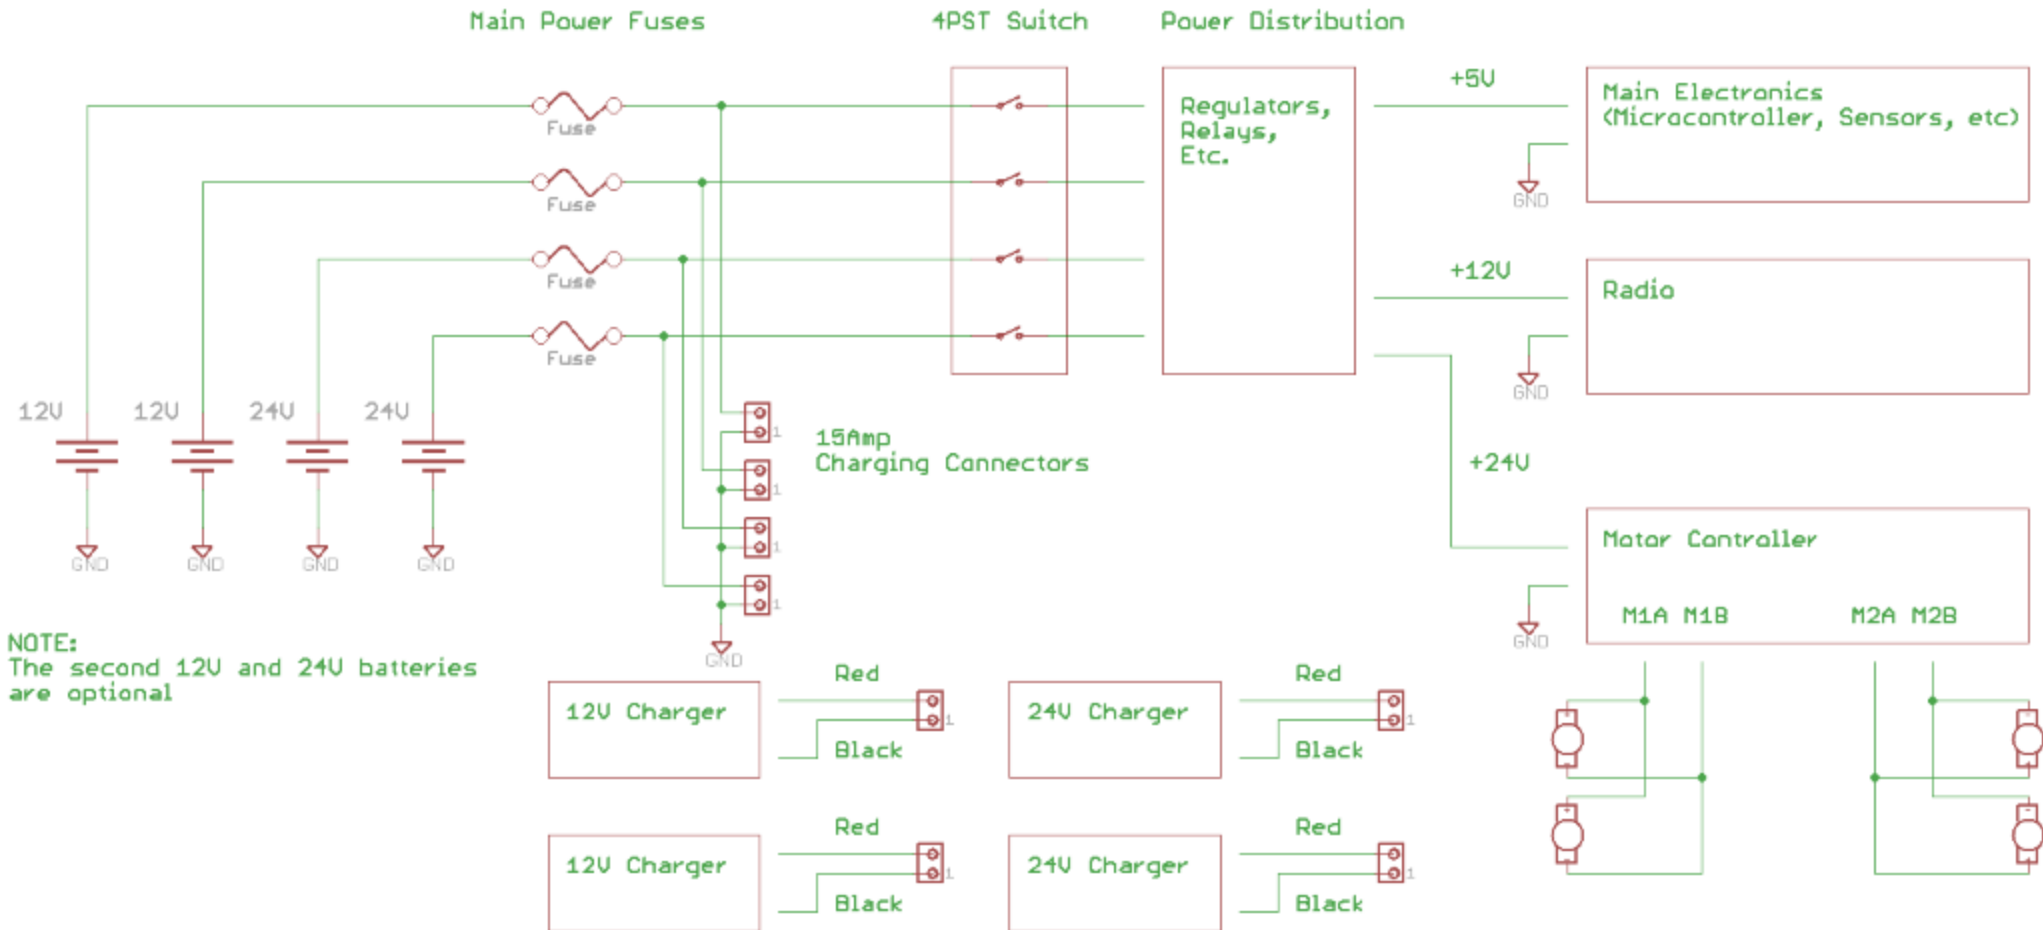 Main Power Fuses
4PST Switch
Power Distribution
Fuse
Fuse
Fuse
Fuse
Regulators,
Relays,
Etc.
+5V
Main Electronics
(Microcontroller, Sensors, etc)
GND
+12V
Radio
GND
12V
12V
24V
24V
GND
GND
GND
GND
1
1
1
1
15Amp
Charging Connectors
GND
+24V
Motor Controller
M1A M1B
M2A M2B
GND
NOTE:
The second 12V and 24V batteries
are optional
12V Charger
Red
1
Black
24V Charger
Red
1
Black
12V Charger
Red
1
Black
24V Charger
Red
1
Black